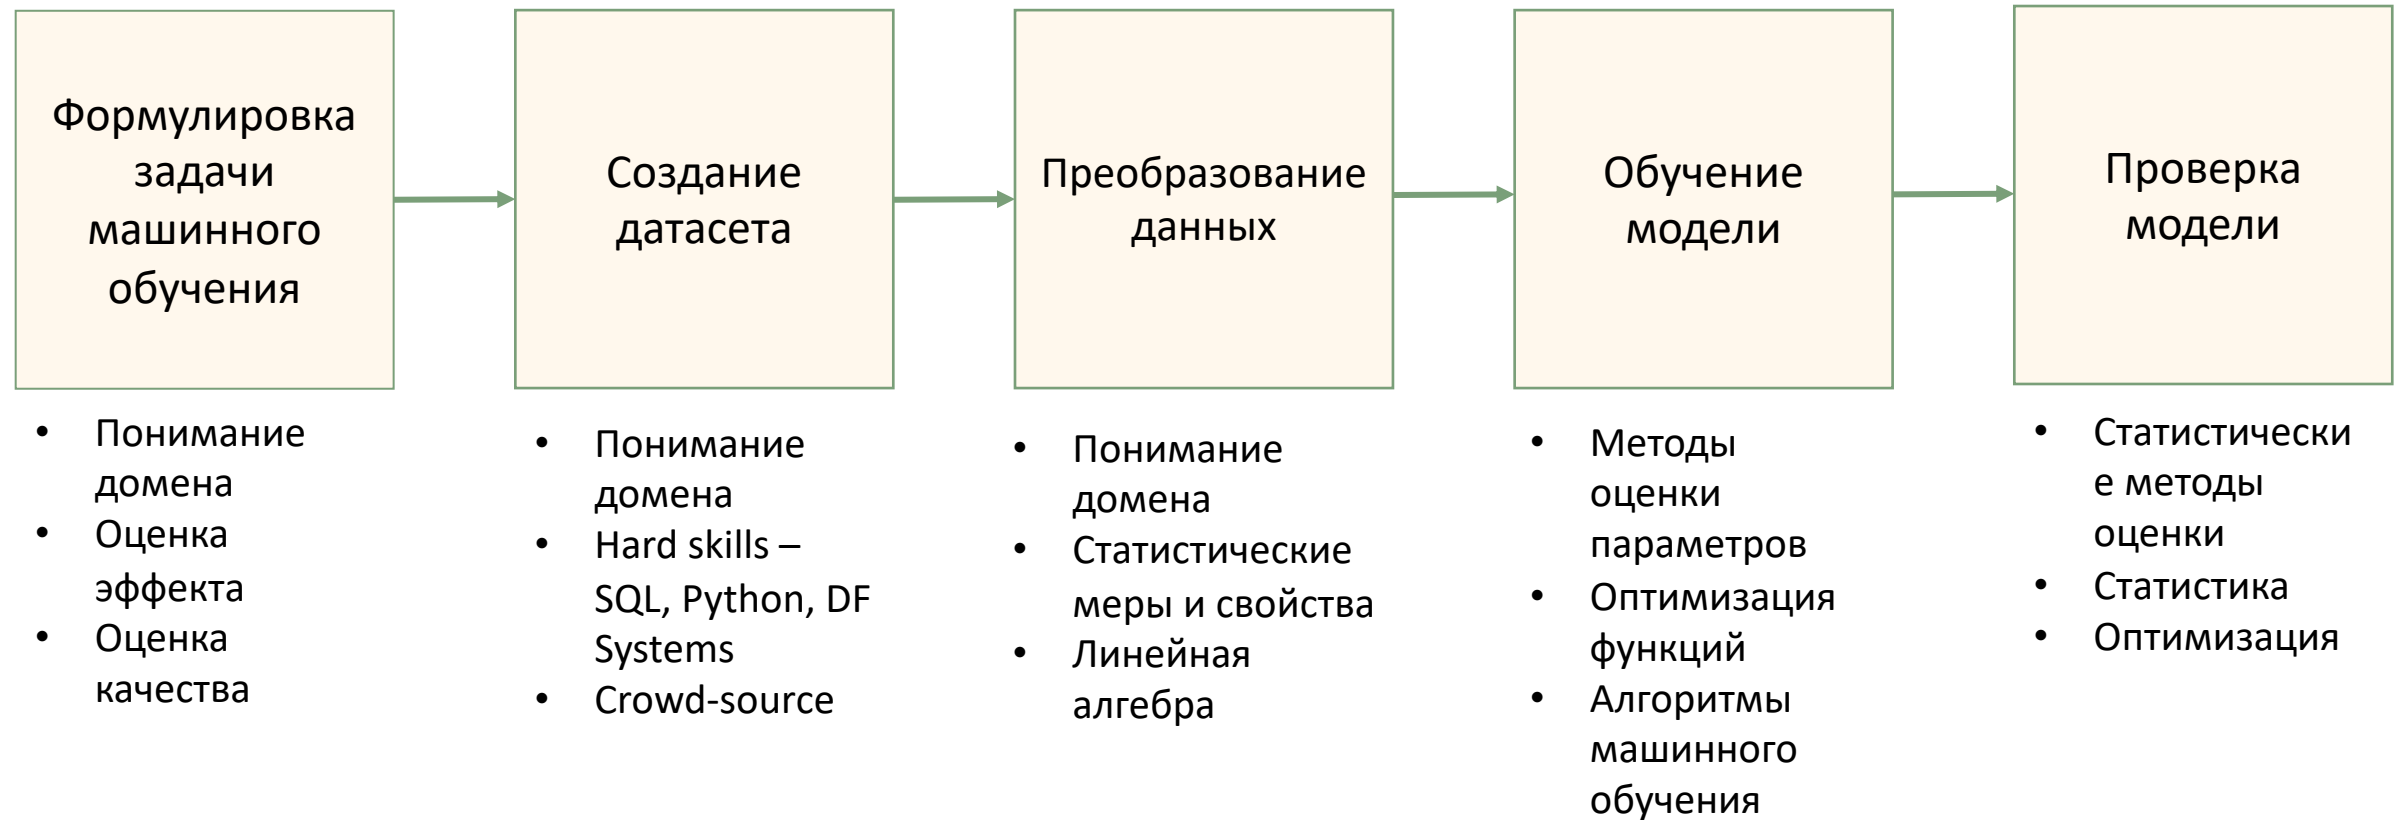 Формулировка
задачи
машинного
обучения
Создание
датасета
Преобразование
данных
Обучение
модели
Проверка
модели
• Понимание
домена
• Оценка
эффекта
• Оценка
качества
• Понимание
домена
• Hard skills –
SQL, Python, DF
Systems
• Crowd-source
• Понимание
домена
• Статистические
меры и свойства
• Линейная
алгебра
• Методы
оценки
параметров
• Оптимизация
функций
• Алгоритмы
машинного
обучения
• Статистически
е методы
оценки
• Статистика
• Оптимизация